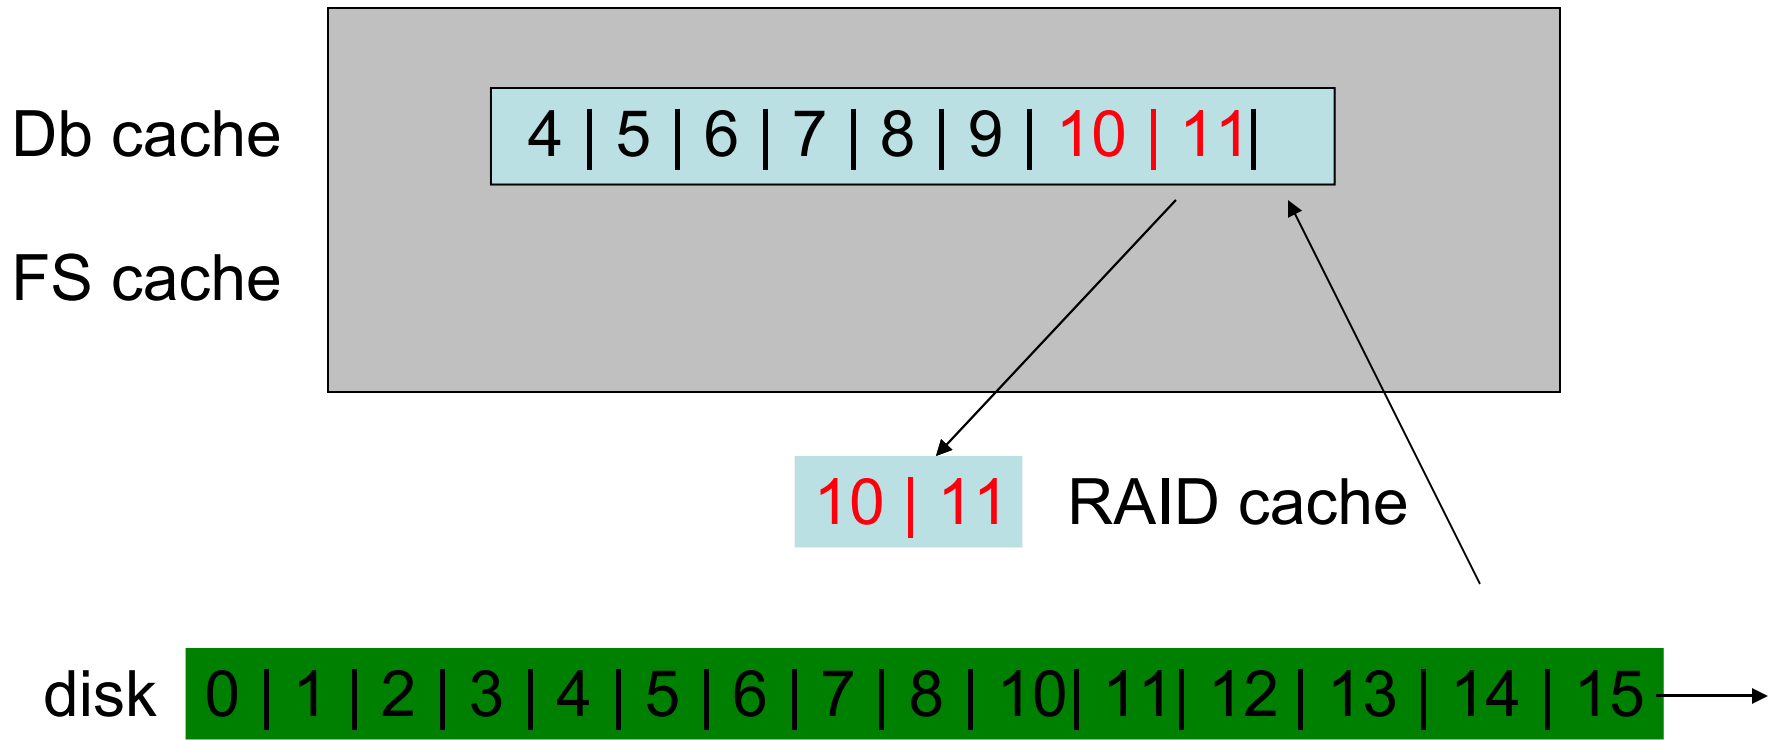 Db cache 4 | 5 | 6 | 7 | 8 | 9 | 10 | 11|
FS cache
10 | 11 RAID cache
disk 0 | 1 | 2 | 3 | 4 | 5 | 6 | 7 | 8 | 10| 11| 12 | 13 | 14 | 15